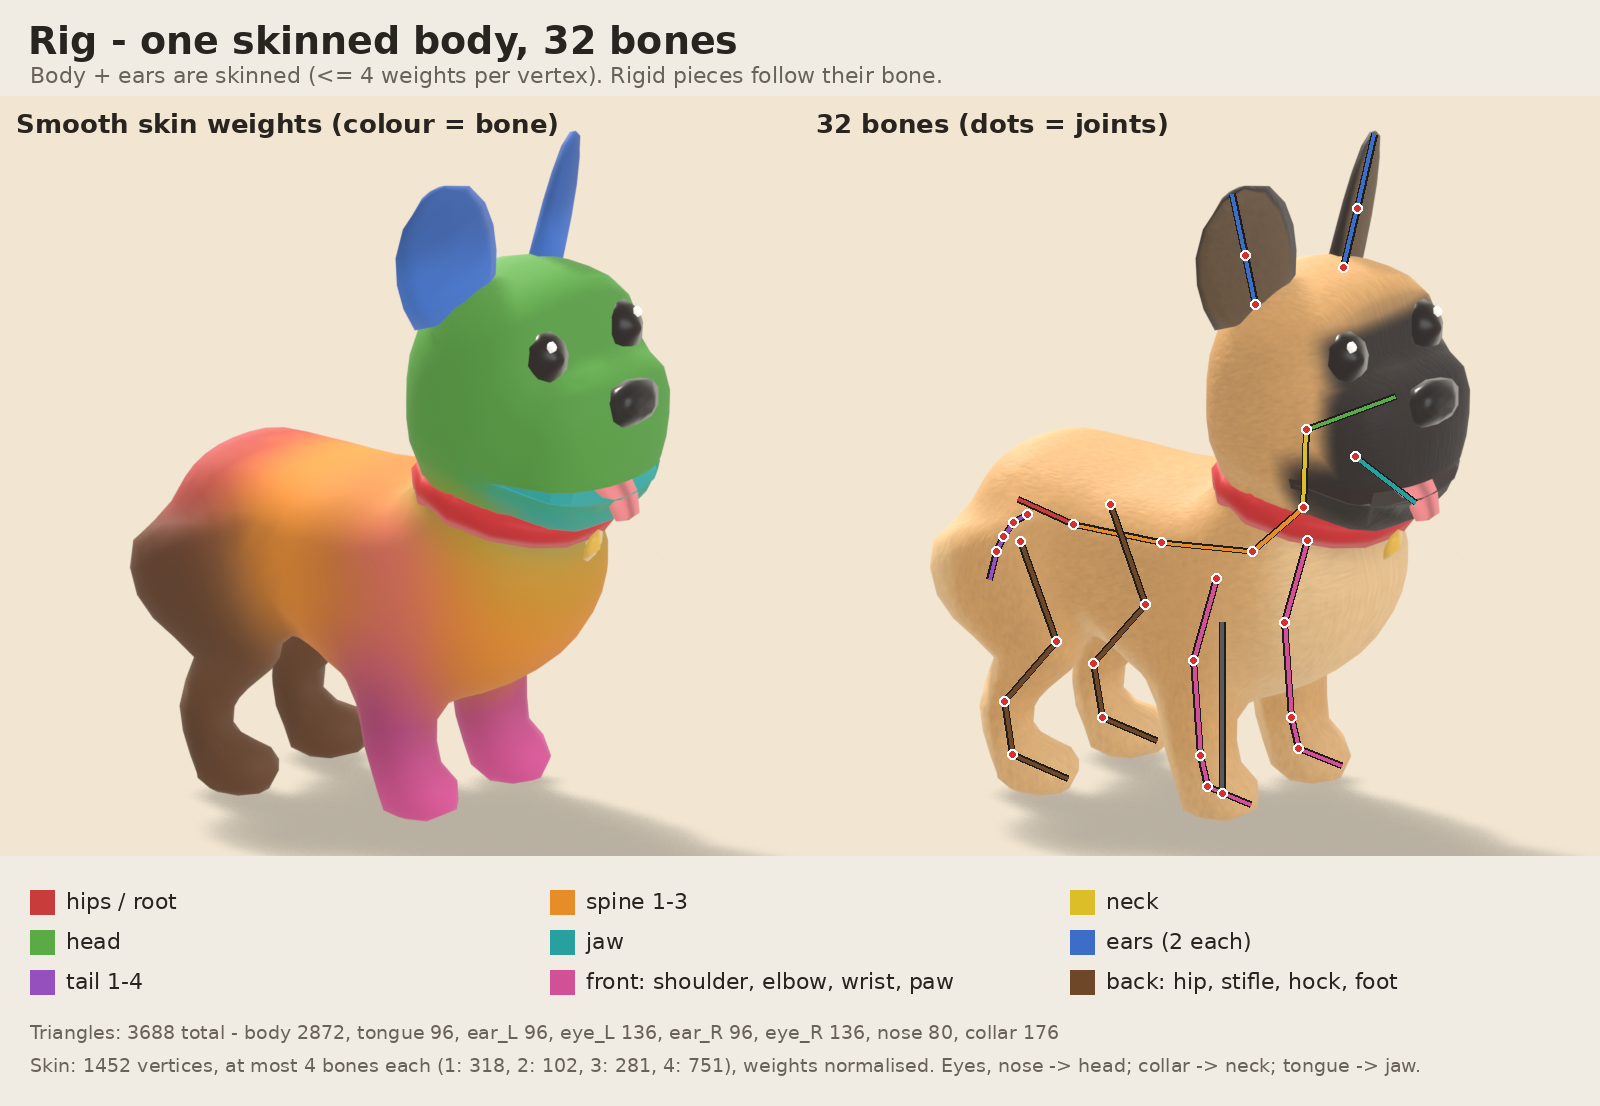 Rig - one skinned body, 32 bones
Body + ears are skinned (<= 4 weights per vertex). Rigid pieces follow their bone.
Smooth skin weights (colour = bone)
32 bones (dots = joints)
hips / root
spine 1-3
neck
head
jaw
ears (2 each)
tail 1-4
front: shoulder, elbow, wrist, paw
back: hip, stifle, hock, foot
Triangles: 3688 total - body 2872, tongue 96, ear_L 96, eye_L 136, ear_R 96, eye_R 136, nose 80, collar 176
Skin: 1452 vertices, at most 4 bones each (1: 318, 2: 102, 3: 281, 4: 751), weights normalised. Eyes, nose -> head; collar -> neck; tongue -> jaw.